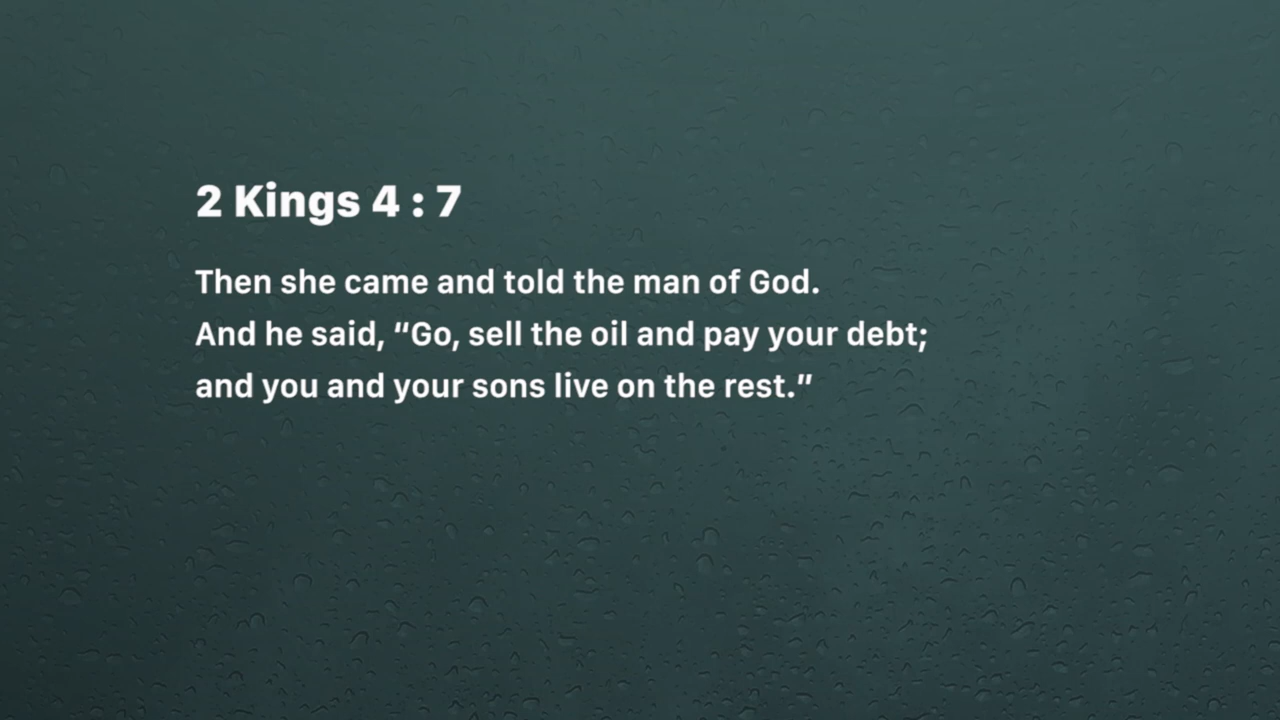 2 Kings 4 : 7
Then she came and told the man of God.
And he said, "Go, sell the oil and pay your debt;
and you and your sons live on the rest."